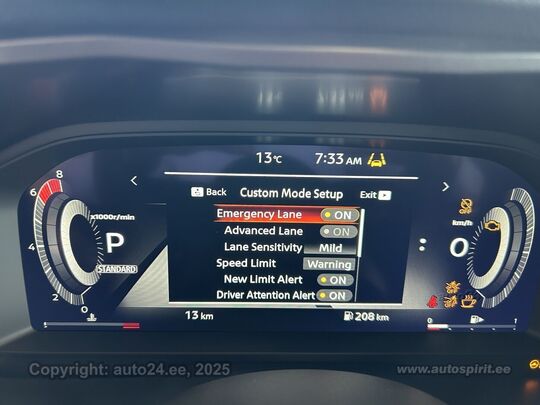 13°C 7:33 AM
Back Custom Mode Setup Exit
Emergency Lane ON
Advanced Lane ON
Lane Sensitivity Mild
Speed Limit Warning
New Limit Alert ON
Driver Attention Alert ON
8
6
4
2
0
x1000r/min
P
STANDARD
km/h
: 0
13 km
208 km
0 1
Copyright: auto24.ee, 2025
www.autospirit.ee